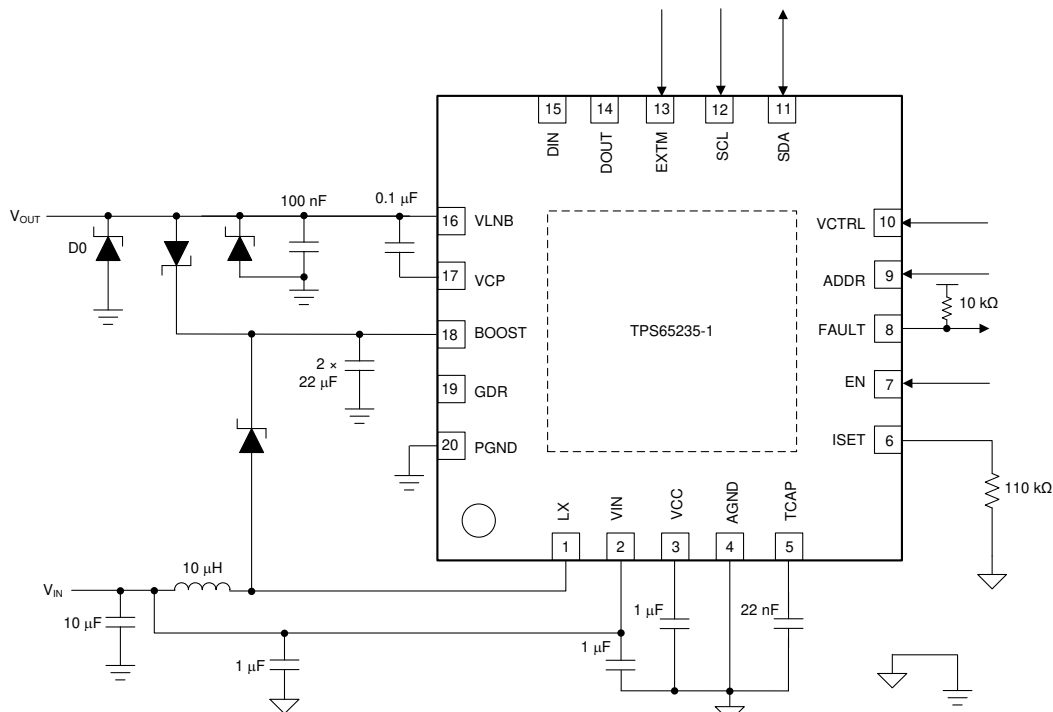 15
14
13
12
11
DIN
DOUT
EXTM
SCL
SDA
V_OUT
D0
100 nF
0.1 μF
16
VLNB
17
VCP
18
BOOST
2 ×
22 μF
19
GDR
20
PGND
TPS65235-1
VCTRL
10
ADDR
9
10 kΩ
FAULT
8
EN
7
ISET
6
110 kΩ
LX
VIN
VCC
AGND
TCAP
1
2
3
4
5
V_IN
10 μH
10 μF
1 μF
1 μF
1 μF
22 nF